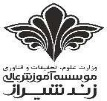 وزارت علوم، تحقیقات و فناوری
موسسه آموزش عالی
زند شیراز